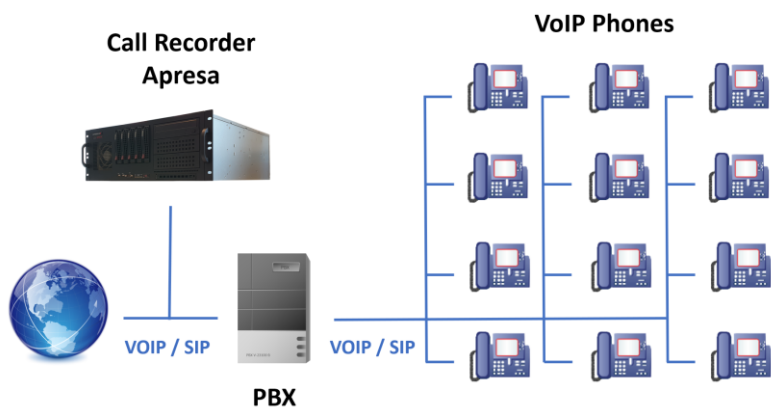 Call Recorder
Apresa
VoIP Phones
VOIP / SIP
VOIP / SIP
PBX